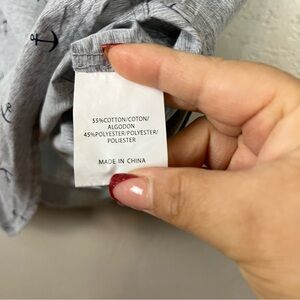 55%COTTON/COTON/
ALGODON
45%POLYESTER/POLYESTER/
POLIESTER
MADE IN CHINA